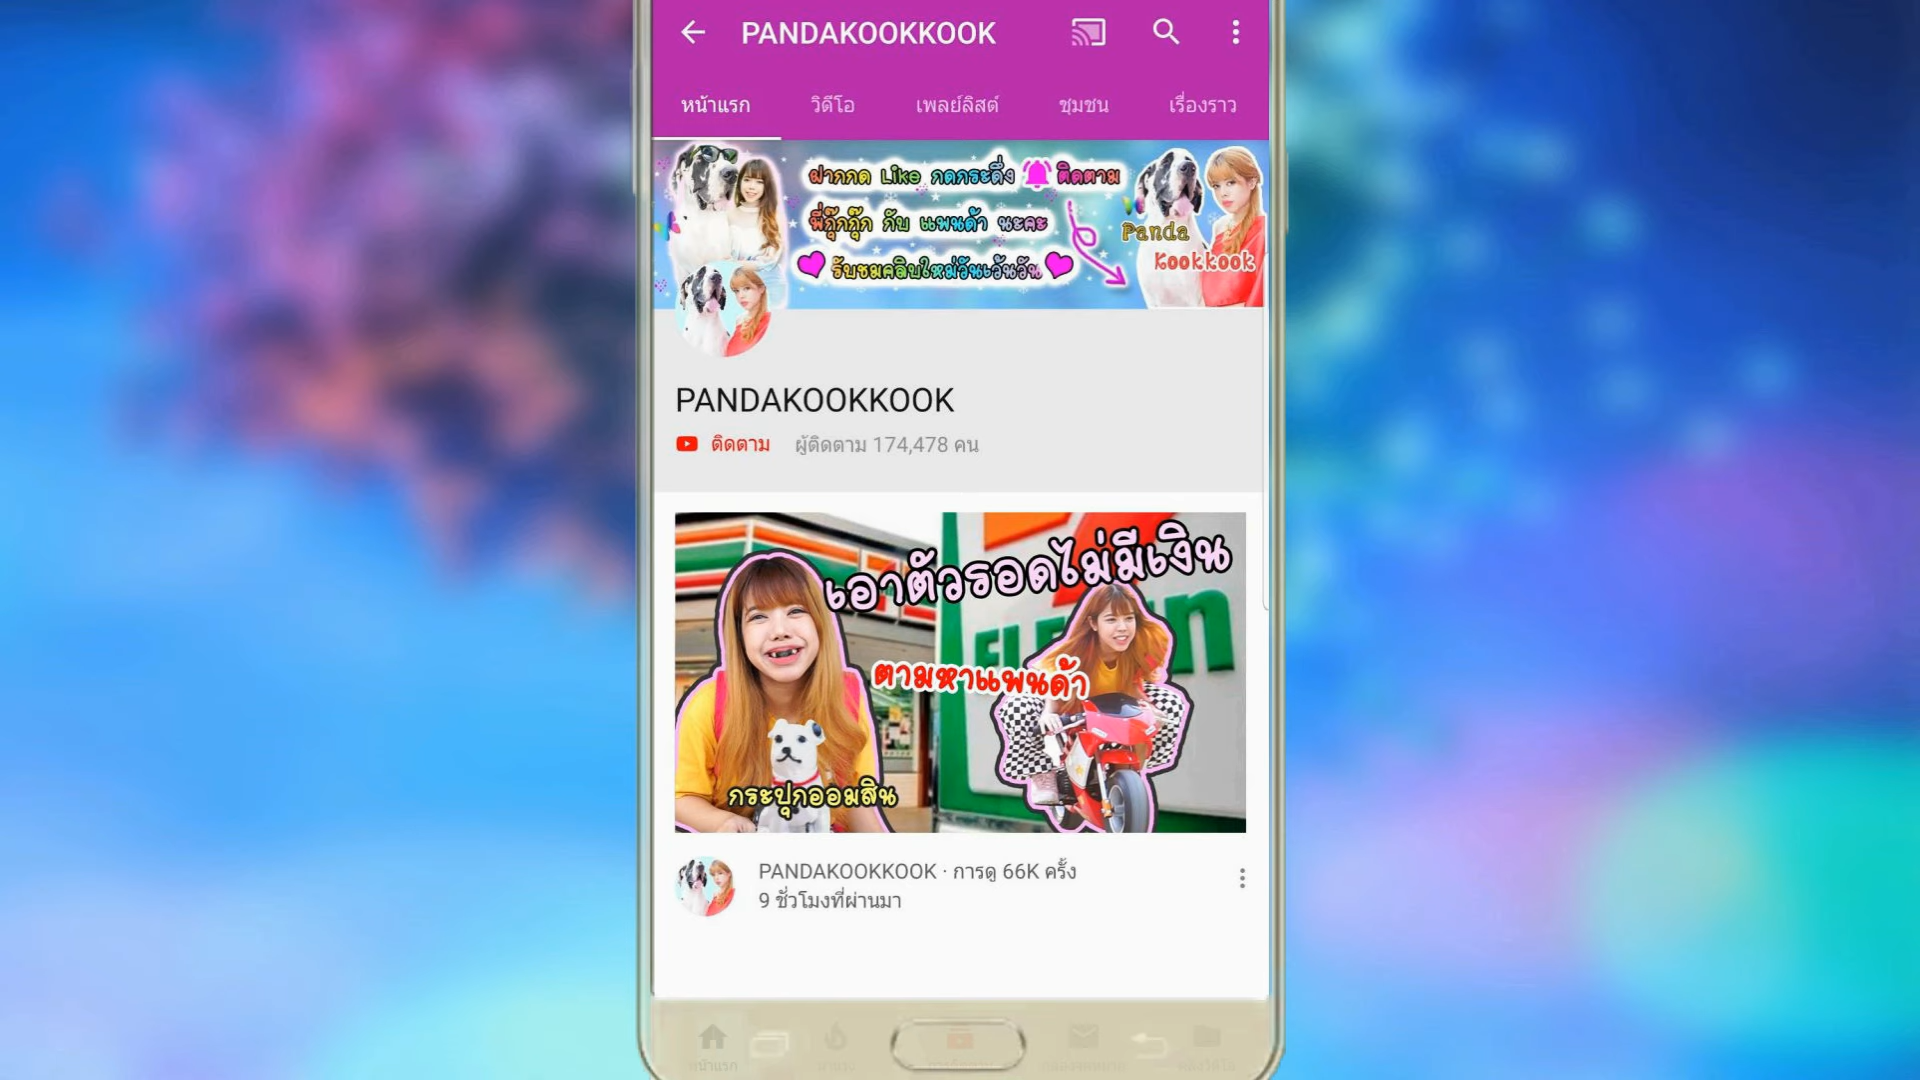 PANDAKOOKKOOK
หน้าแรก วิดีโอ เพลย์ลิสต์ ชุมชน เรื่องราว
ฝากกด Like กดกระดิ่ง ติดตาม
พี่กุ๊กกุ๊ก กับ แพนด้า นะคะ
รับชมคลิปใหม่วันเว้นวัน
Panda
Kookkook
PANDAKOOKKOOK
ติดตาม ผู้ติดตาม 174,478 คน
เอาตัวรอดไม่มีเงิน
ตามหาแพนด้า
กระปุกออมสิน
PANDAKOOKKOOK · การดู 66K ครั้ง
9 ชั่วโมงที่ผ่านมา
หน้าแรก